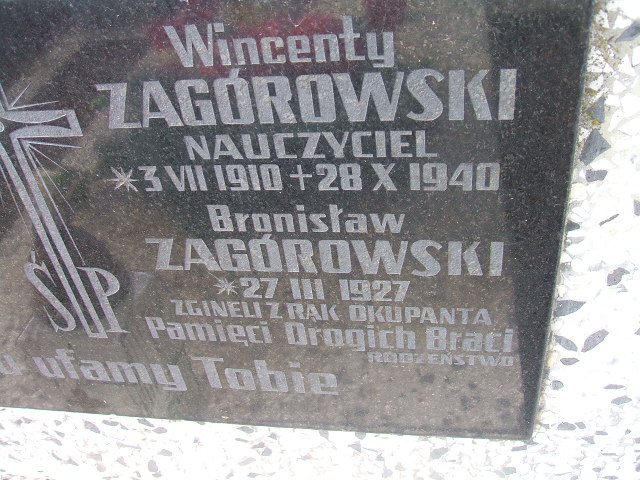 Wincenty
ZAGÓROWSKI
NAUCZYCIEL
* 3 VII 1910 + 28 X 1940
Bronisław
ZAGÓROWSKI
* 27 III 1927
ZGINELI Z RĄK OKUPANTA
Pamięci Drogich Braci
RODZEŃSTWO
ŚP
ufamy Tobie